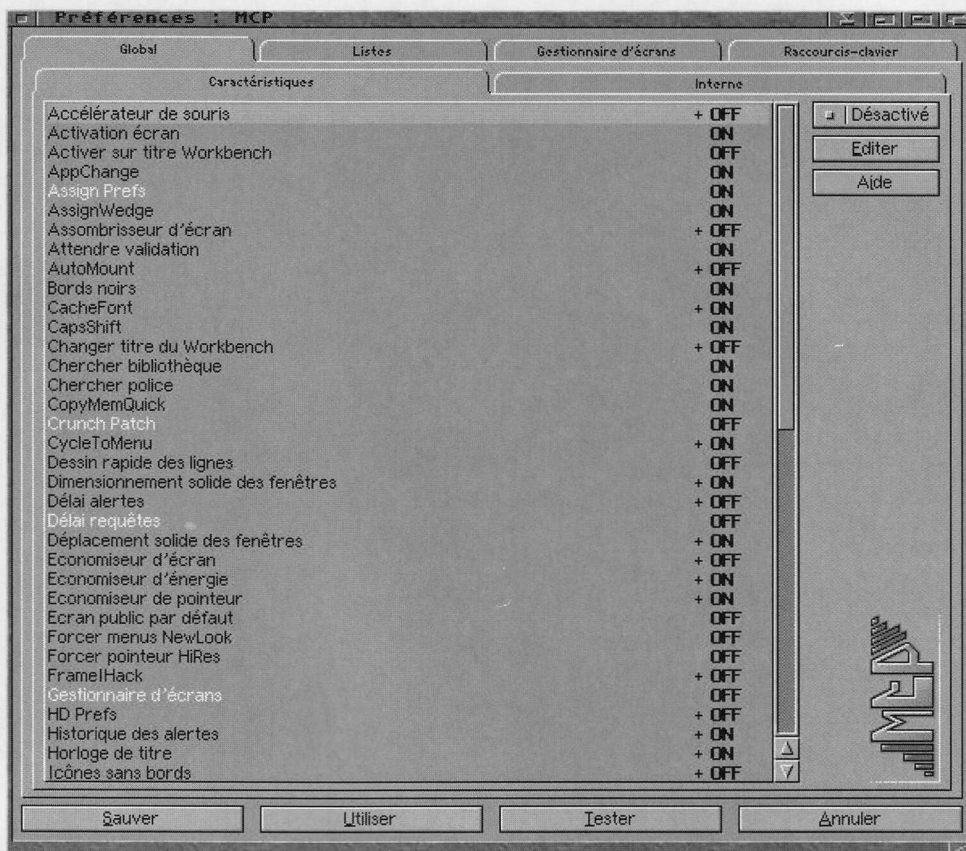 Préférences : MCP
Global Listes Gestionnaire d'écrans Raccourcis-clavier
Caractéristiques Interne
Accélérateur de souris + OFF
Activation écran ON
Activer sur titre Workbench OFF
AppChange ON
Assign Prefs ON
AssignWedge ON
Assombrisseur d'écran + OFF
Attendre validation ON
AutoMount + OFF
Bords noirs ON
CacheFont + ON
CapsShift ON
Changer titre du Workbench + OFF
Chercher bibliothèque ON
Chercher police ON
CopyMemQuick ON
Crunch Patch OFF
CycleToMenu + ON
Dessin rapide des lignes OFF
Dimensionnement solide des fenêtres + ON
Délai alertes + OFF
Délai requêtes OFF
Déplacement solide des fenêtres + ON
Economiseur d'écran + OFF
Economiseur d'énergie + ON
Economiseur de pointeur + ON
Ecran public par défaut OFF
Forcer menus NewLook OFF
Forcer pointeur HiRes OFF
FrameIHack + OFF
Gestionnaire d'écrans OFF
HD Prefs + OFF
Historique des alertes + ON
Horloge de titre + ON
Icônes sans bords + OFF
Désactivé
Editer
Aide
MCP
Sauver Utiliser Tester Annuler